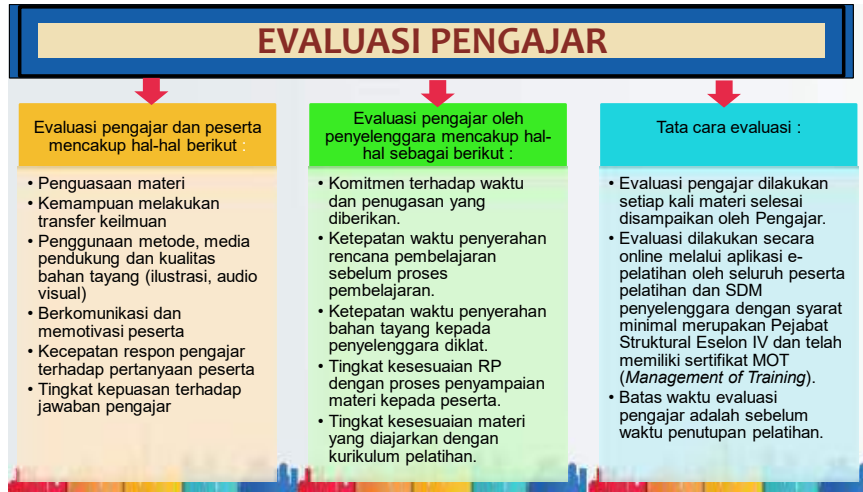 EVALUASI PENGAJAR
Evaluasi pengajar dan peserta
mencakup hal-hal berikut :
• Penguasaan materi
• Kemampuan melakukan
transfer keilmuan
• Penggunaan metode, media
pendukung dan kualitas
bahan tayang (ilustrasi, audio
visual)
• Berkomunikasi dan
memotivasi peserta
• Kecepatan respon pengajar
terhadap pertanyaan peserta
• Tingkat kepuasan terhadap
jawaban pengajar
Evaluasi pengajar oleh
penyelenggara mencakup hal-
hal sebagai berikut :
• Komitmen terhadap waktu
dan penugasan yang
diberikan.
• Ketepatan waktu penyerahan
rencana pembelajaran
sebelum proses
pembelajaran.
• Ketepatan waktu penyerahan
bahan tayang kepada
penyelenggara diklat.
• Tingkat kesesuaian RP
dengan proses penyampaian
materi kepada peserta.
• Tingkat kesesuaian materi
yang diajarkan dengan
kurikulum pelatihan.
Tata cara evaluasi :
• Evaluasi pengajar dilakukan
setiap kali materi selesai
disampaikan oleh Pengajar.
• Evaluasi dilakukan secara
online melalui aplikasi e-
pelatihan oleh seluruh peserta
pelatihan dan SDM
penyelenggara dengan syarat
minimal merupakan Pejabat
Struktural Eselon IV dan telah
memiliki sertifikat MOT
(Management of Training).
• Batas waktu evaluasi
pengajar adalah sebelum
waktu penutupan pelatihan.